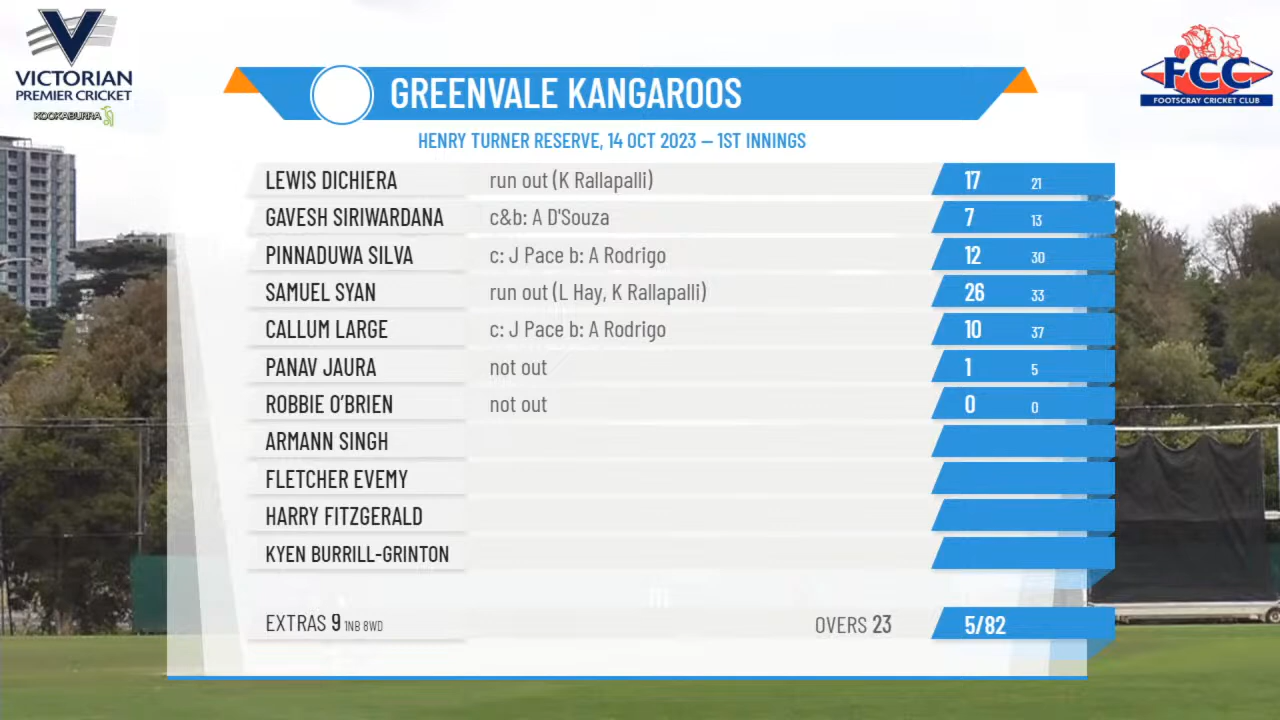 VICTORIAN
PREMIER CRICKET
KOOKABURRA
FCC
FOOTSCRAY CRICKET CLUB
GREENVALE KANGAROOS
HENRY TURNER RESERVE, 14 OCT 2023 – 1ST INNINGS
LEWIS DICHIERA run out (K Rallapalli) 17 21
GAVESH SIRIWARDANA c&b: A D'Souza 7 13
PINNADUWA SILVA c: J Pace b: A Rodrigo 12 30
SAMUEL SYAN run out (L Hay, K Rallapalli) 26 33
CALLUM LARGE c: J Pace b: A Rodrigo 10 37
PANAV JAURA not out 1 5
ROBBIE O'BRIEN not out 0 0
ARMANN SINGH
FLETCHER EVEMY
HARRY FITZGERALD
KYEN BURRILL-GRINTON
EXTRAS 9 1NB 8WD OVERS 23 5/82